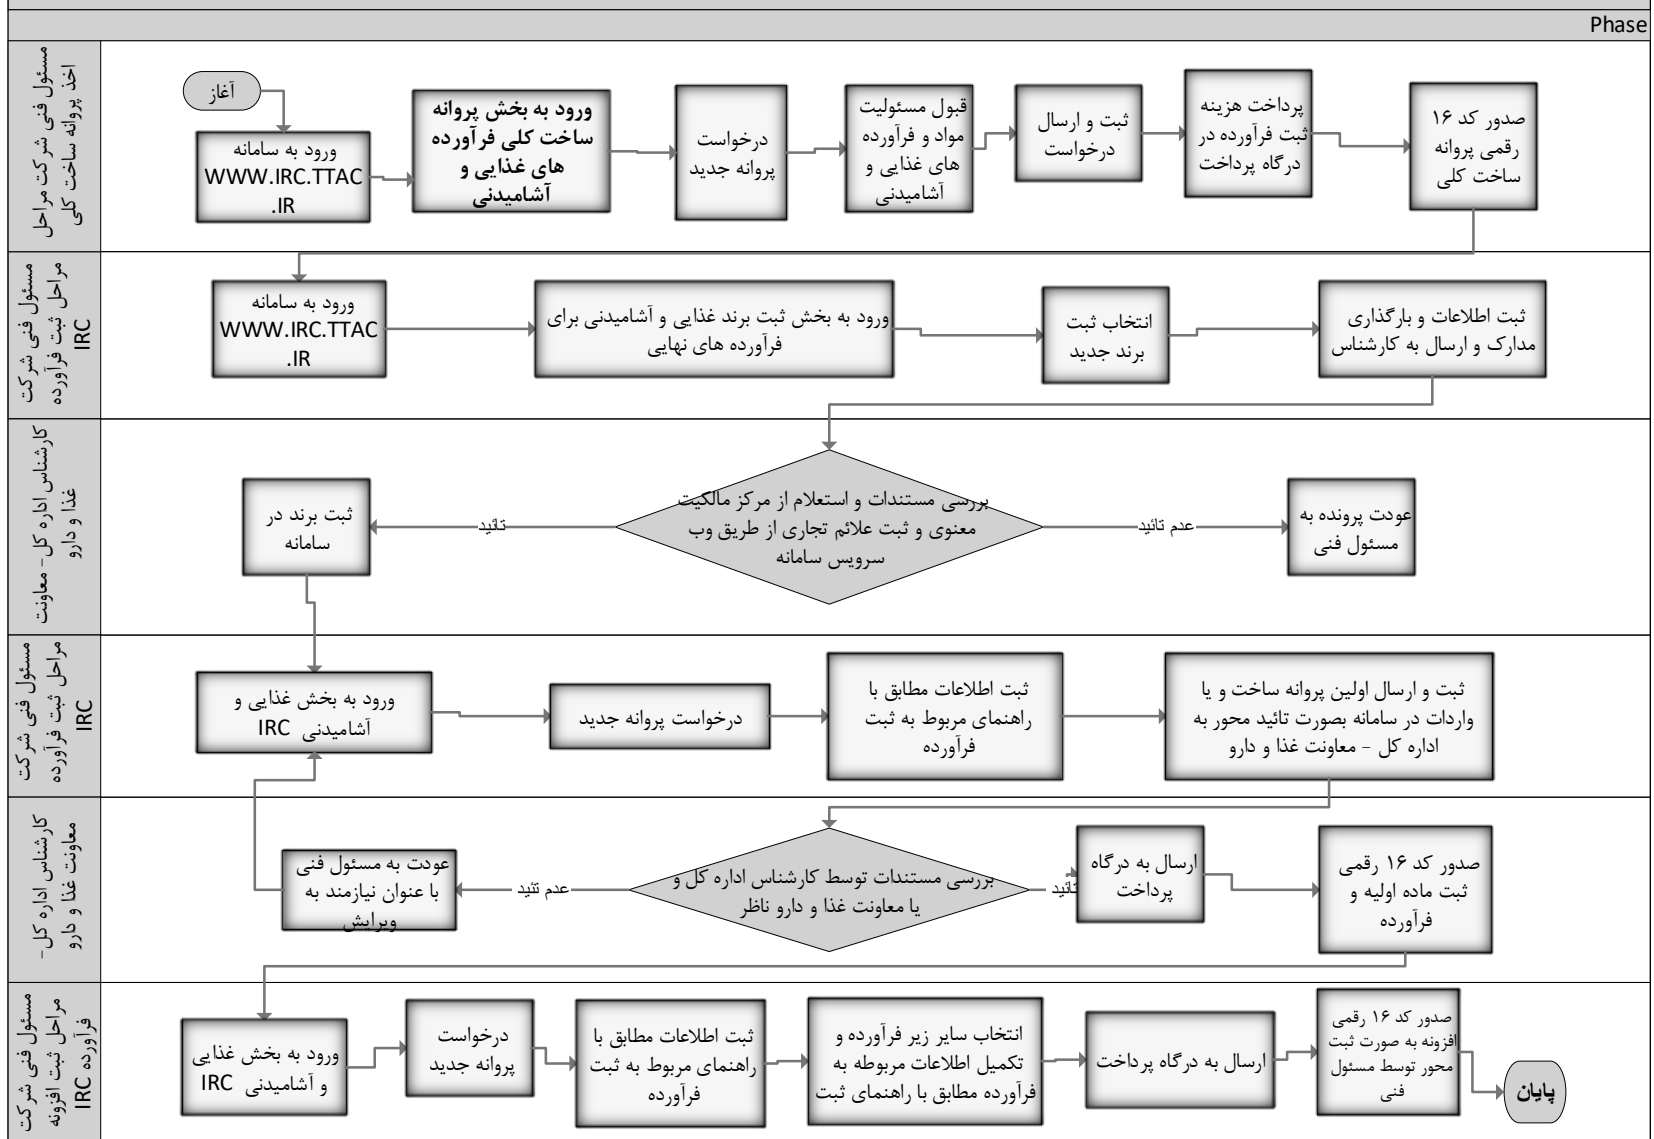 Phase
مسئول فنی شرکت مراحل
اخذ پروانه ساخت کلی
آغاز
ورود به سامانه
WWW.IRC.TTAC
.IR
ورود به بخش پروانه
ساخت کلی فرآورده
های غذایی و
آشامیدنی
درخواست
پروانه جدید
قبول مسئولیت
مواد و فرآورده
های غذایی و
آشامیدنی
ثبت و ارسال
درخواست
پرداخت هزینه
ثبت فرآورده در
درگاه پرداخت
صدور کد ۱۶
رقمی پروانه
ساخت کلی
مسئول فنی شرکت
مراحل ثبت فرآورده
IRC
ورود به سامانه
WWW.IRC.TTAC
.IR
ورود به بخش ثبت برند غذایی و آشامیدنی برای
فرآورده های نهایی
انتخاب ثبت
برند جدید
ثبت اطلاعات و بارگذاری
مدارک و ارسال به کارشناس
کارشناس اداره کل- معاونت
غذا و دارو
بررسی مستندات و استعلام از مرکز مالکیت
معنوی و ثبت علائم تجاری از طریق وب
سرویس سامانه
تائید
ثبت برند در
سامانه
عدم تائید
عودت پرونده به
مسئول فنی
مسئول فنی شرکت
مراحل ثبت فرآورده
IRC
ورود به بخش غذایی و
آشامیدنی IRC
درخواست پروانه جدید
ثبت اطلاعات مطابق با
راهنمای مربوط به ثبت
فرآورده
ثبت و ارسال اولین پروانه ساخت و یا
واردات در سامانه بصورت تائید محور به
اداره کل - معاونت غذا و دارو
کارشناس اداره کل-
معاونت غذا و دارو
بررسی مستندات توسط کارشناس اداره کل و
یا معاونت غذا و دارو ناظر
عدم تئید
عودت به مسئول فنی
با عنوان نیازمند به
ویرایش
تائید
ارسال به درگاه
پرداخت
صدور کد ۱۶ رقمی
ثبت ماده اولیه و
فرآورده
مسئول فنی شرکت
مراحل ثبت افزونه
فرآورده IRC
ورود به بخش غذایی
و آشامیدنی IRC
درخواست
پروانه جدید
ثبت اطلاعات مطابق با
راهنمای مربوط به ثبت
فرآورده
انتخاب سایر زیر فرآورده و
تکمیل اطلاعات مربوطه به
فرآورده مطابق با راهنمای ثبت
ارسال به درگاه پرداخت
صدور کد ۱۶ رقمی
افزونه به صورت ثبت
محور توسط مسئول
فنی
پایان